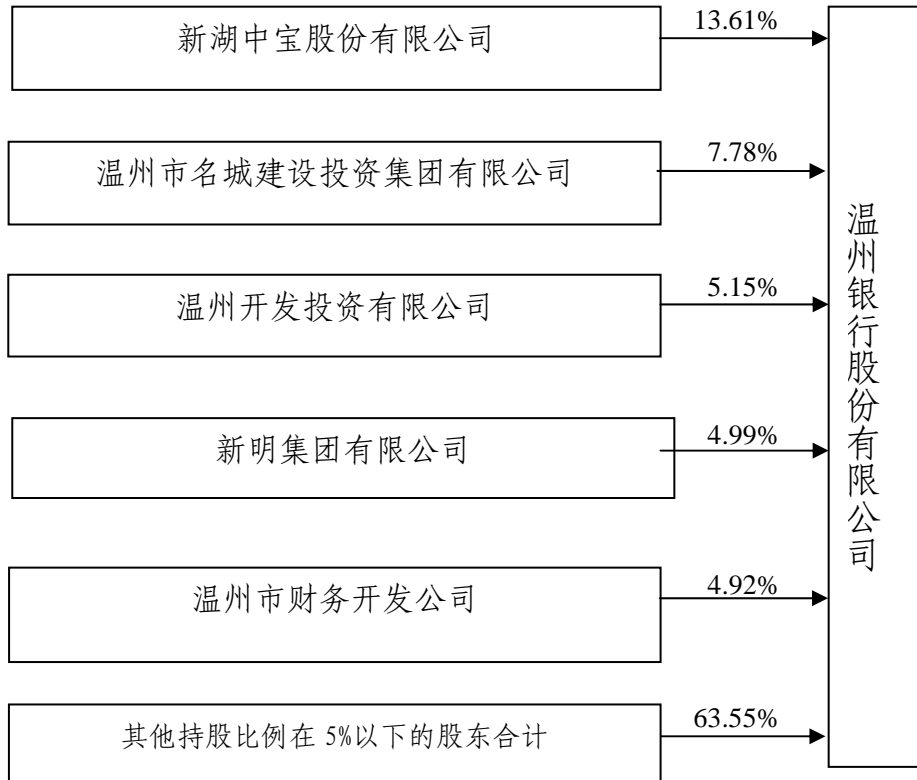 新湖中宝股份有限公司
13.61%
温州市名城建设投资集团有限公司
7.78%
温州开发投资有限公司
5.15%
新明集团有限公司
4.99%
温州市财务开发公司
4.92%
其他持股比例在 5%以下的股东合计
63.55%
温州银行股份有限公司